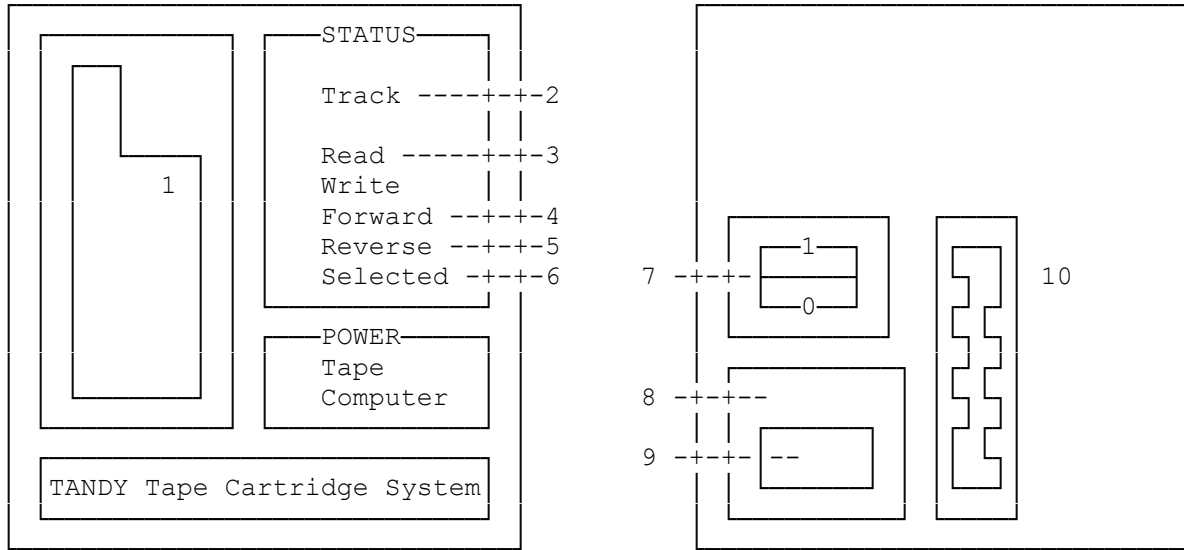 STATUS
Track ----+-+-2
Read -----+-+-3
1 Write
Forward --+-+-4
Reverse --+-+-5
Selected -+-+-6
POWER
Tape
Computer
TANDY Tape Cartridge System
1
7 -+-+- 10
0
8 -+-+--
9 -+-+- --